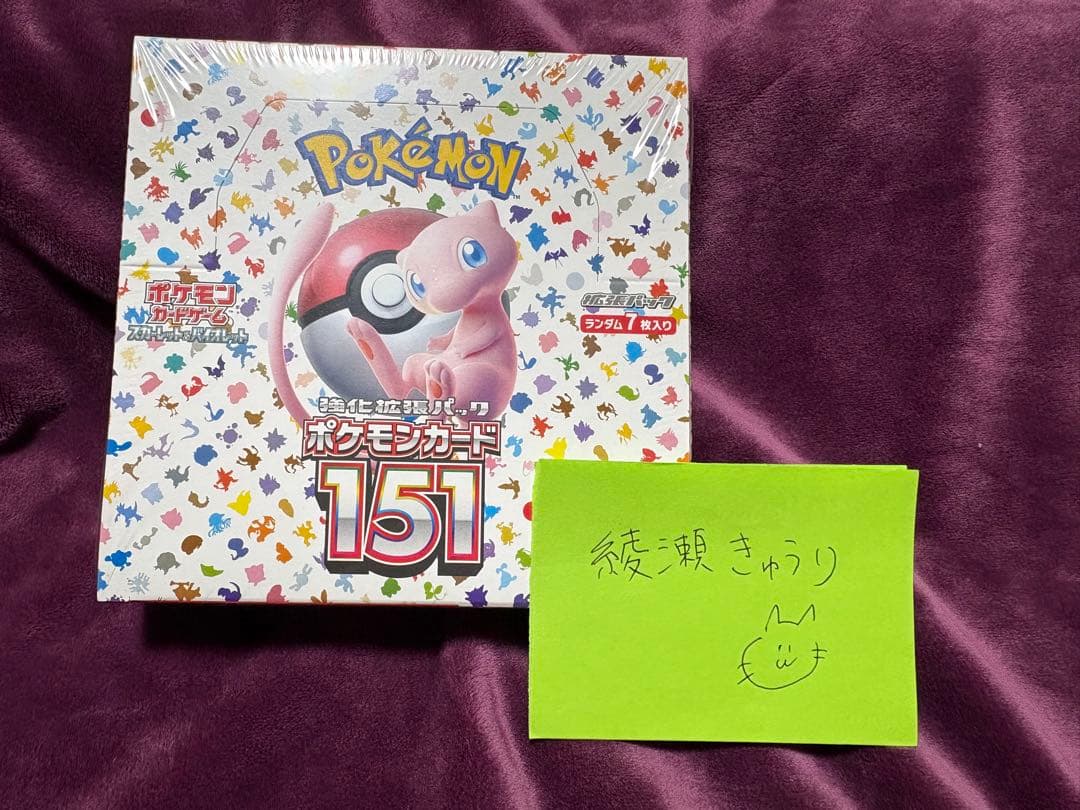 POKéMON
ポケモン
カードゲーム
スカーレット&バイオレット
拡張パック
ランダム7枚入り
強化拡張パック
ポケモンカード
151
綾瀬きゅうり